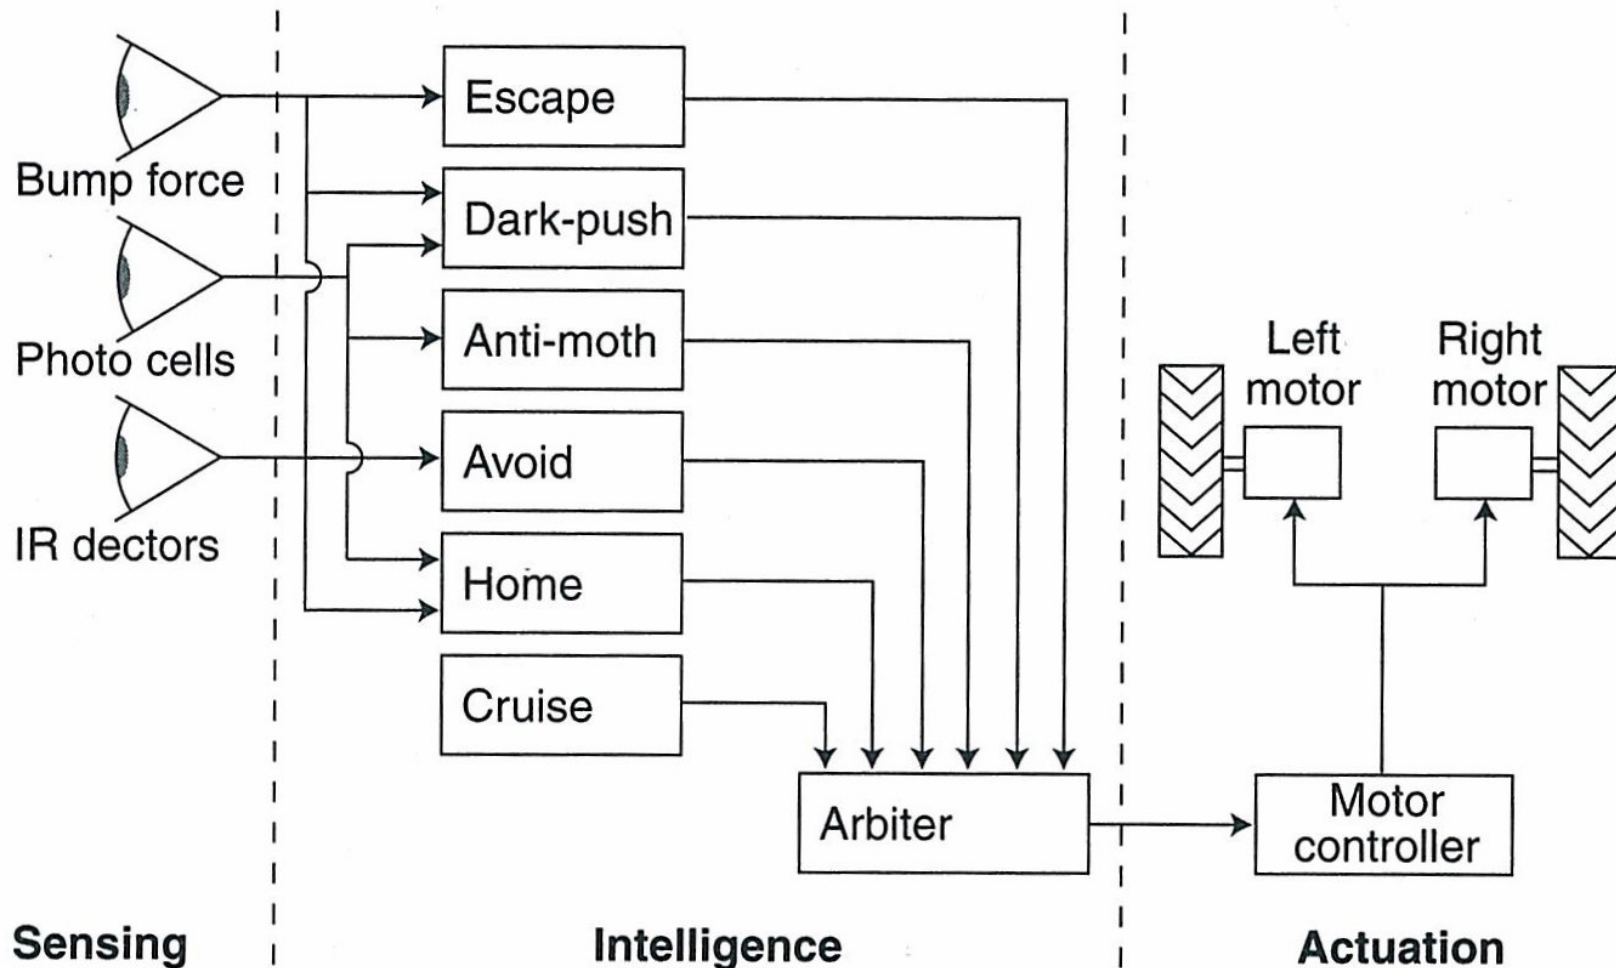 Bump force
Photo cells
IR dectors
Escape
Dark-push
Anti-moth
Avoid
Home
Cruise
Arbiter
Left
motor
Right
motor
Motor
controller
Sensing
Intelligence
Actuation